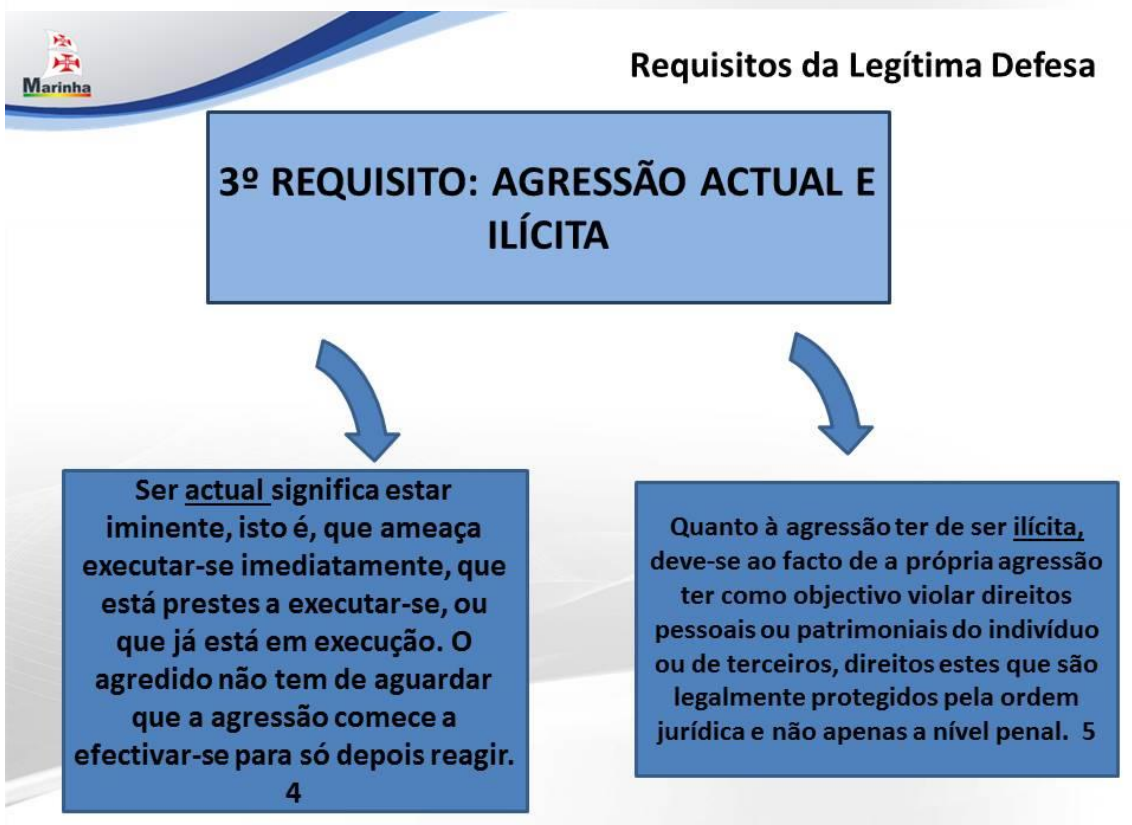 Marinha
Requisitos da Legítima Defesa
3º REQUISITO: AGRESSÃO ACTUAL E
ILÍCITA
Ser actual significa estar
iminente, isto é, que ameaça
executar-se imediatamente, que
está prestes a executar-se, ou
que já está em execução. O
agredido não tem de aguardar
que a agressão comece a
efectivar-se para só depois reagir.
4
Quanto à agressão ter de ser ilícita,
deve-se ao facto de a própria agressão
ter como objectivo violar direitos
pessoais ou patrimoniais do indivíduo
ou de terceiros, direitos estes que são
legalmente protegidos pela ordem
jurídica e não apenas a nível penal. 5